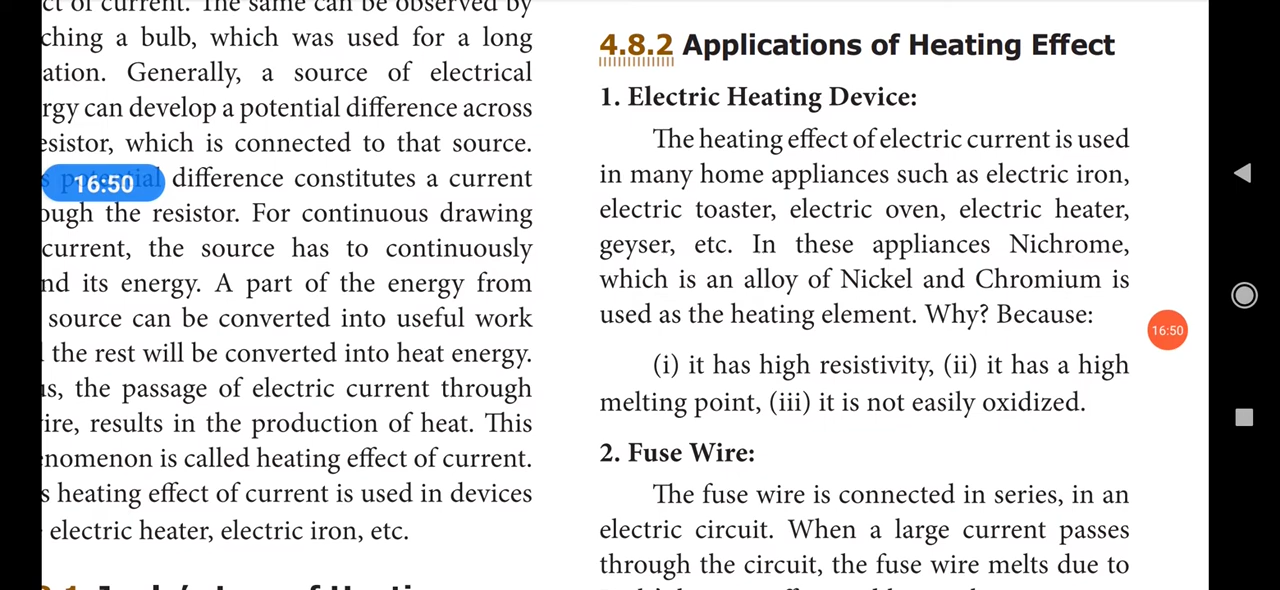 ct of current. The same can be observed by
ching a bulb, which was used for a long
ation. Generally, a source of electrical
rgy can develop a potential difference across
esistor, which is connected to that source.
s potential difference constitutes a current
ough the resistor. For continuous drawing
current, the source has to continuously
nd its energy. A part of the energy from
source can be converted into useful work
the rest will be converted into heat energy.
us, the passage of electric current through
ire, results in the production of heat. This
enomenon is called heating effect of current.
s heating effect of current is used in devices
electric heater, electric iron, etc.
16:50
4.8.2 Applications of Heating Effect
1. Electric Heating Device:
The heating effect of electric current is used
in many home appliances such as electric iron,
electric toaster, electric oven, electric heater,
geyser, etc. In these appliances Nichrome,
which is an alloy of Nickel and Chromium is
used as the heating element. Why? Because:
(i) it has high resistivity, (ii) it has a high
melting point, (iii) it is not easily oxidized.
2. Fuse Wire:
The fuse wire is connected in series, in an
electric circuit. When a large current passes
through the circuit, the fuse wire melts due to
16:50